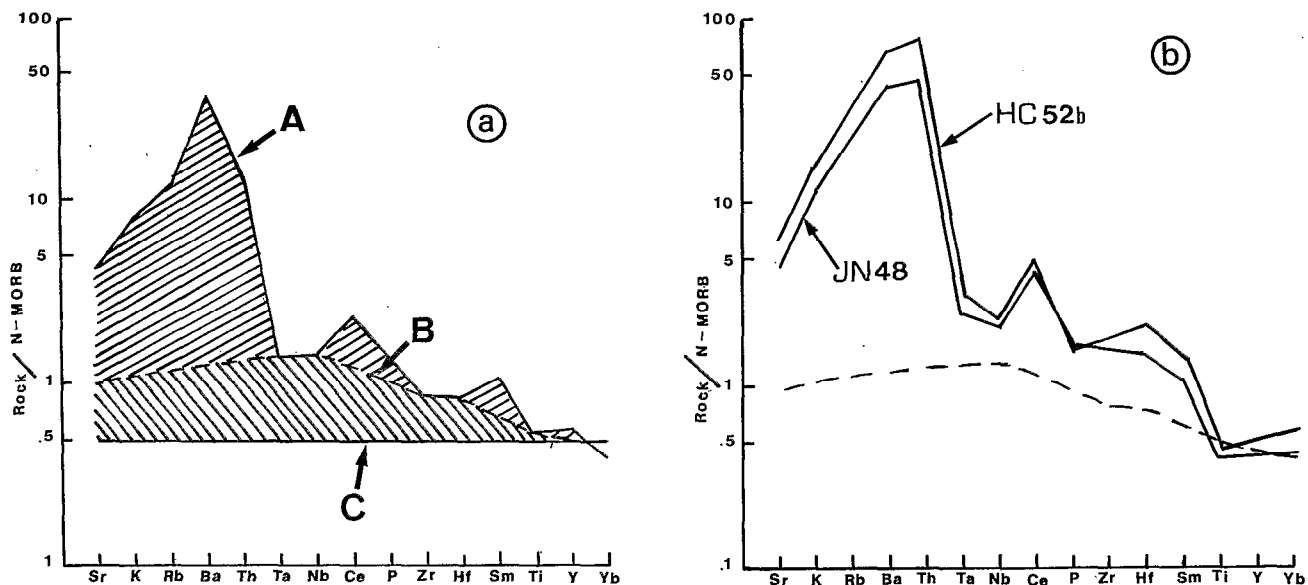 100
50
10
5
1
.5
1
Rock / N-MORB
a
A
B
C
Sr K Rb Ba Th Ta Nb Ce P Zr Hf Sm Ti Y Yb
100
50
10
5
1
.5
.1
Rock / N-MORB
b
HC 52b
JN48
Sr K Rb Ba Th Ta Nb Ce P Zr Hf Sm Ti Y Yb